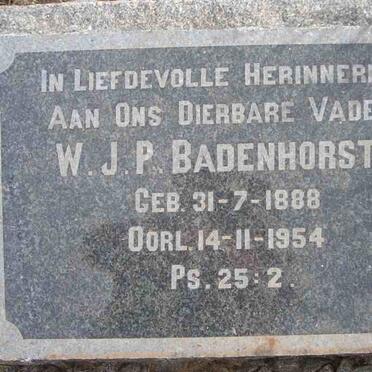 IN LIEFDEVOLLE HERINNERI
AAN ONS DIERBARE VADE
W.J.P. BADENHORST
GEB. 31-7-1888
OORL. 14-11-1954
PS. 25:2.